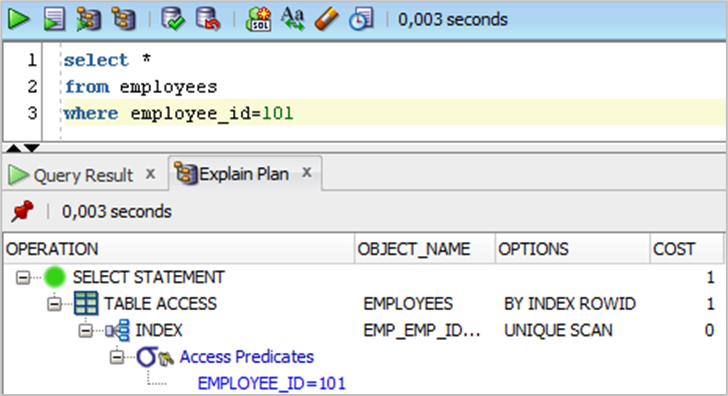 0,003 seconds
1 select *
2 from employees
3 where employee_id=101
Query Result x Explain Plan x
0,003 seconds
OPERATION OBJECT_NAME OPTIONS COST
SELECT STATEMENT 1
TABLE ACCESS EMPLOYEES BY INDEX ROWID 1
INDEX EMP_EMP_ID... UNIQUE SCAN 0
Access Predicates
EMPLOYEE_ID=101